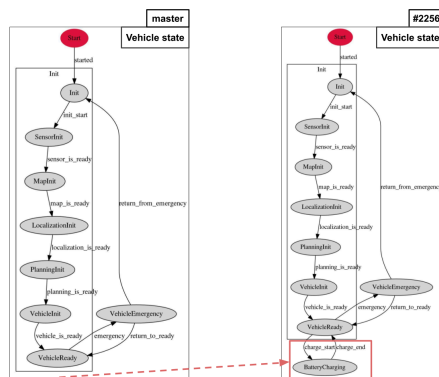 master
Vehicle state
Start
started
Init
Init
init_start
SensorInit
sensor_is_ready
MapInit
map_is_ready
return_from_emergency
LocalizationInit
localization_is_ready
PlanningInit
planning_is_ready
VehicleInit
VehicleEmergency
vehicle_is_ready
emergency
return_to_ready
VehicleReady
#2256
Vehicle state
Start
started
Init
Init
init_start
SensorInit
sensor_is_ready
MapInit
map_is_ready
return_from_emergency
LocalizationInit
localization_is_ready
PlanningInit
planning_is_ready
VehicleInit
VehicleEmergency
vehicle_is_ready
emergency
return_to_ready
VehicleReady
charge_start
charge_end
BatteryCharging